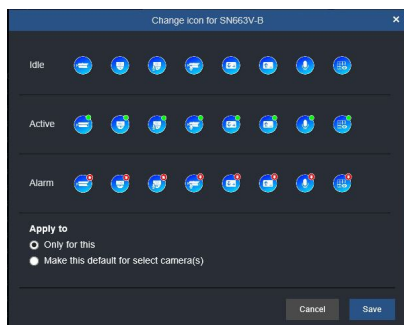 Change icon for SN663V-B
×
Idle
Active
Alarm
Apply to
Only for this
Make this default for select camera(s)
Cancel Save